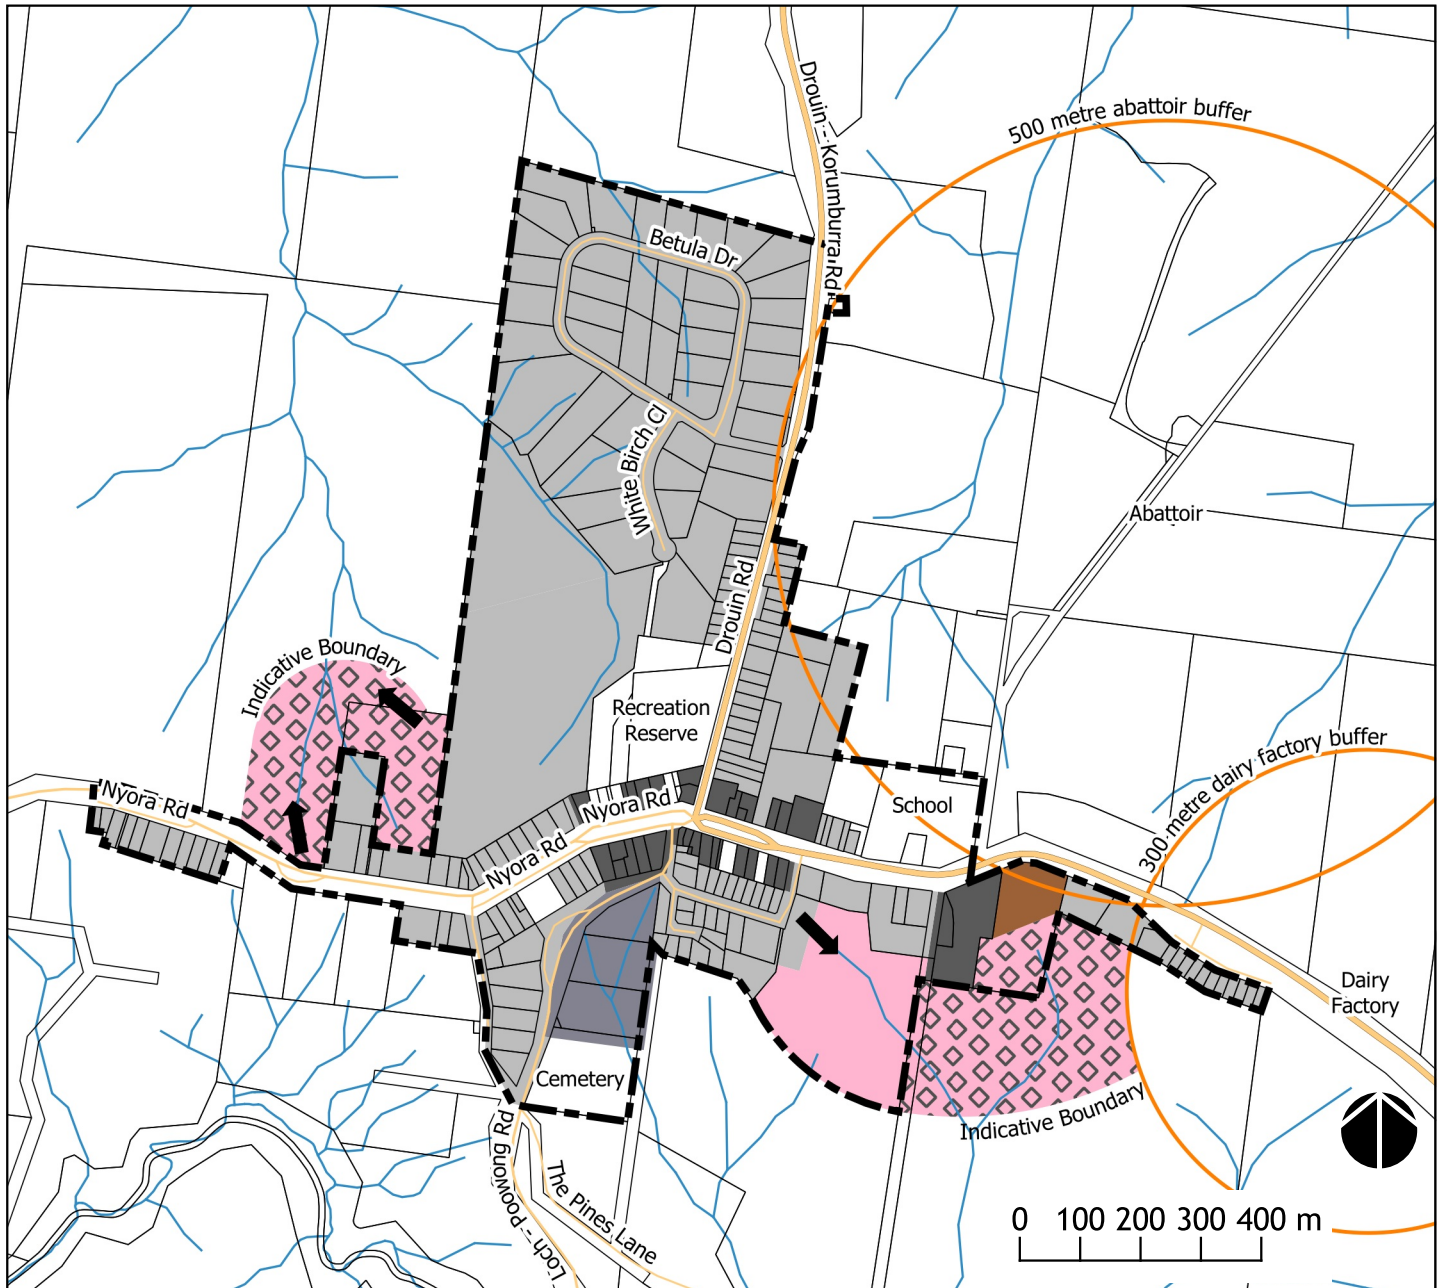 500 metre abattoir buffer
Drouin - Korumburra Rd
Betula Dr
White Birch Cl
Abattoir
Drouin Rd
Indicative Boundary
Recreation
Reserve
300 metre dairy factory buffer
Nyora Rd
Nyora Rd
School
Nyora Rd
Dairy
Factory
Cemetery
Indicative Boundary
Loch - Poowong Rd
The Pines Lane
0 100 200 300 400 m